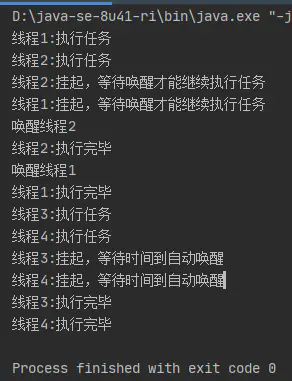 D:\java-se-8u41-ri\bin\java.exe "-j
线程1:执行任务
线程2:执行任务
线程2:挂起，等待唤醒才能继续执行任务
线程1:挂起，等待唤醒才能继续执行任务
唤醒线程2
线程2:执行完毕
唤醒线程1
线程1:执行完毕
线程3:执行任务
线程4:执行任务
线程3:挂起，等待时间到自动唤醒
线程4:挂起，等待时间到自动唤醒
线程3:执行完毕
线程4:执行完毕
Process finished with exit code 0